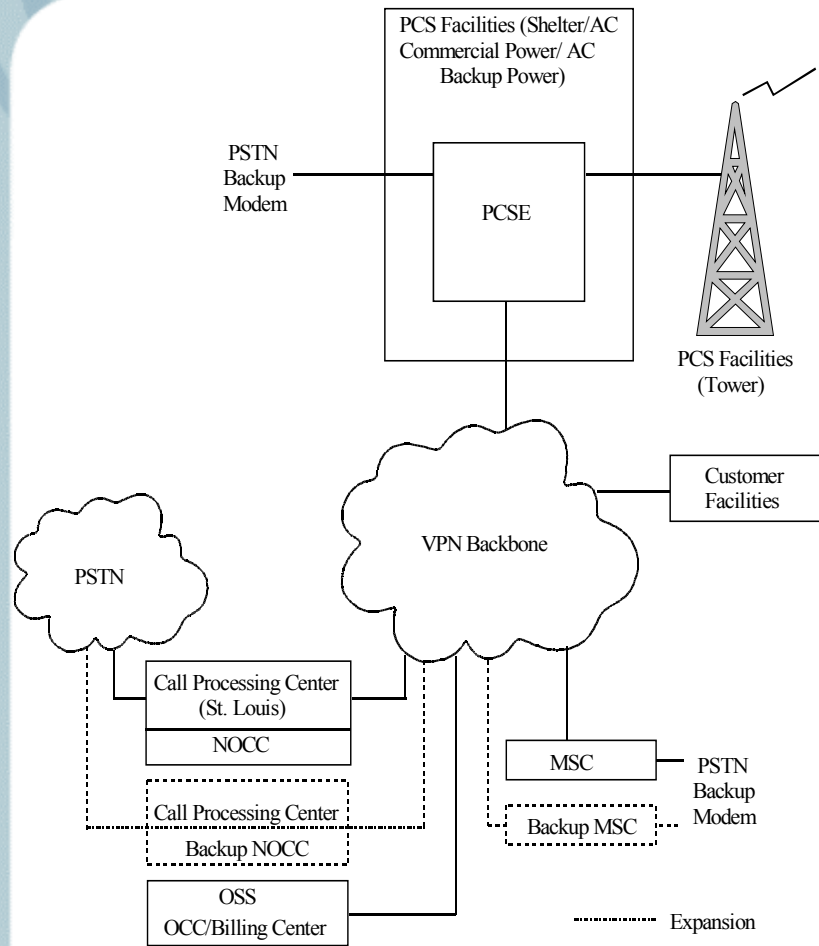 PCS Facilities (Shelter/AC
Commercial Power/ AC
Backup Power)
PSTN
Backup
Modem
PCSE
PCS Facilities
(Tower)
Customer
Facilities
VPN Backbone
PSTN
Call Processing Center
(St. Louis)
NOCC
MSC
PSTN
Backup
Modem
Call Processing Center
Backup NOCC
Backup MSC
OSS
OCC/Billing Center
Expansion